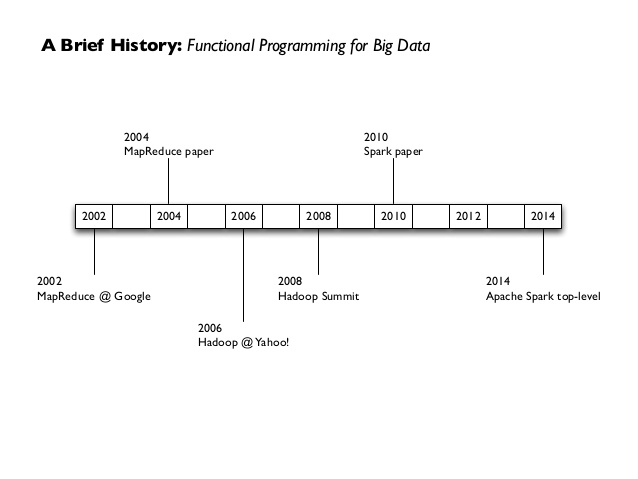 A Brief History: Functional Programming for Big Data
2004
MapReduce paper
2010
Spark paper
2002 2004 2006 2008 2010 2012 2014
2002
MapReduce @ Google
2008
Hadoop Summit
2014
Apache Spark top-level
2006
Hadoop @ Yahoo!